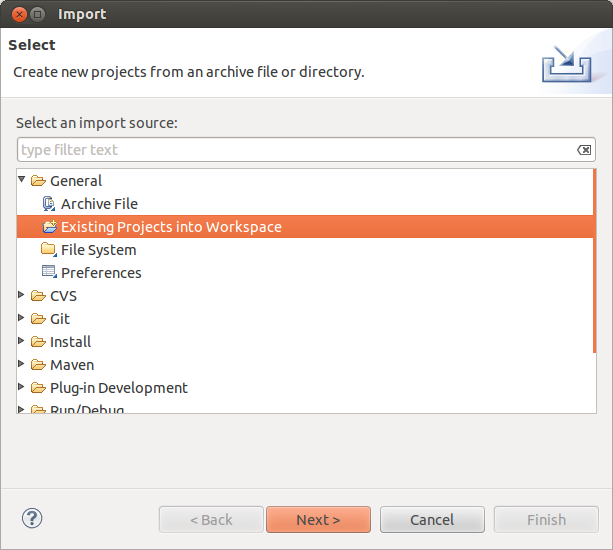 Import
Select
Create new projects from an archive file or directory.
Select an import source:
type filter text
General
Archive File
Existing Projects into Workspace
File System
Preferences
CVS
Git
Install
Maven
Plug-in Development
Run/Debug
?
< Back
Next >
Cancel
Finish